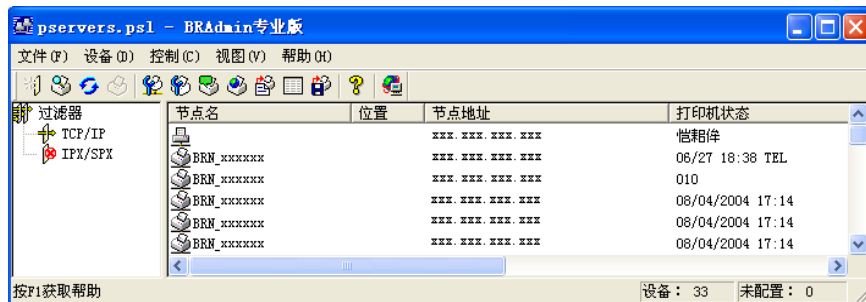 pservers.psl - BRAdmin专业版
文件(F) 设备(D) 控制(C) 视图(V) 帮助(H)
过滤器
TCP/IP
IPX/SPX
节点名 位置 节点地址 打印机状态
xxx.xxx.xxx.xxx 恺耜侔
BRN_xxxxxx xxx.xxx.xxx.xxx 06/27 18:38 TEL
BRN_xxxxxx xxx.xxx.xxx.xxx 010
BRN_xxxxxx xxx.xxx.xxx.xxx 08/04/2004 17:14
BRN_xxxxxx xxx.xxx.xxx.xxx 08/04/2004 17:14
BRN_xxxxxx xxx.xxx.xxx.xxx 08/04/2004 17:14
按F1获取帮助 设备: 33 未配置: 0